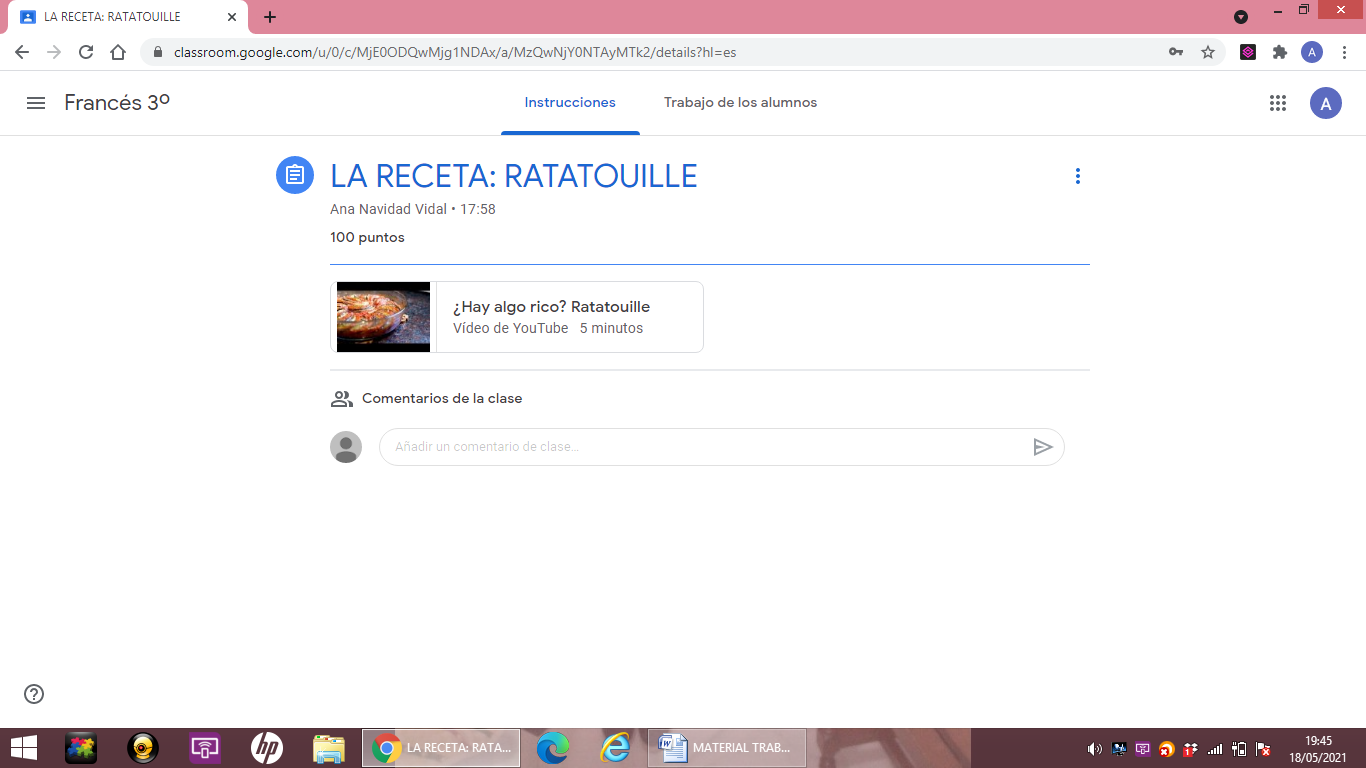 LA RECETA: RATATOUILLE
classroom.google.com/u/0/c/MjE0ODQwMjg1NDAx/a/MzQwNjY0NTAyMTk2/details?hl=es
A
Francés 3º
Instrucciones
Trabajo de los alumnos
A
LA RECETA: RATATOUILLE
Ana Navidad Vidal • 17:58
100 puntos
¿Hay algo rico? Ratatouille
Vídeo de YouTube 5 minutos
Comentarios de la clase
Añadir un comentario de clase...
hp
LA RECETA: RATA...
MATERIAL TRAB...
19:45
18/05/2021